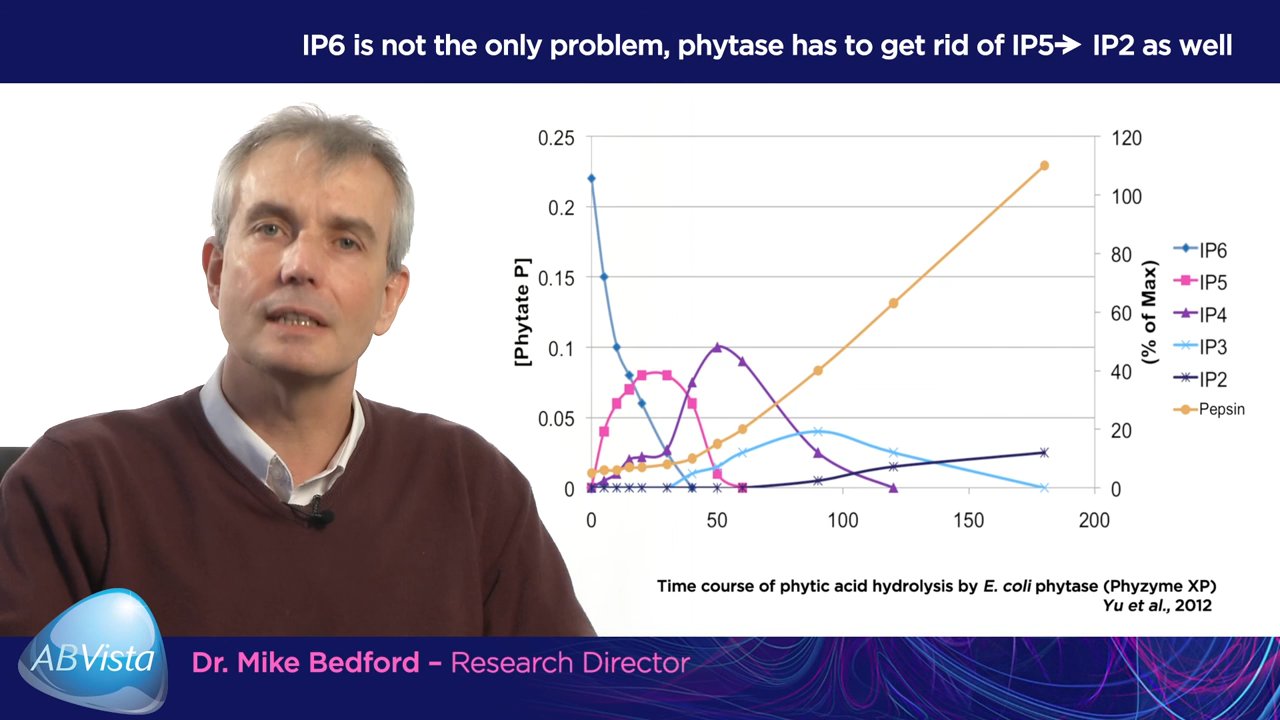 IP6 is not the only problem, phytase has to get rid of IP5➔ IP2 as well
0.25
0.2
0.15
0.1
0.05
0
[Phytate P]
120
100
80
60
40
20
0
(% of Max)
0 50 100 150 200
IP6
IP5
IP4
IP3
IP2
Pepsin
Time course of phytic acid hydrolysis by E. coli phytase (Phyzyme XP)
Yu et al., 2012
ABVista
Dr. Mike Bedford – Research Director